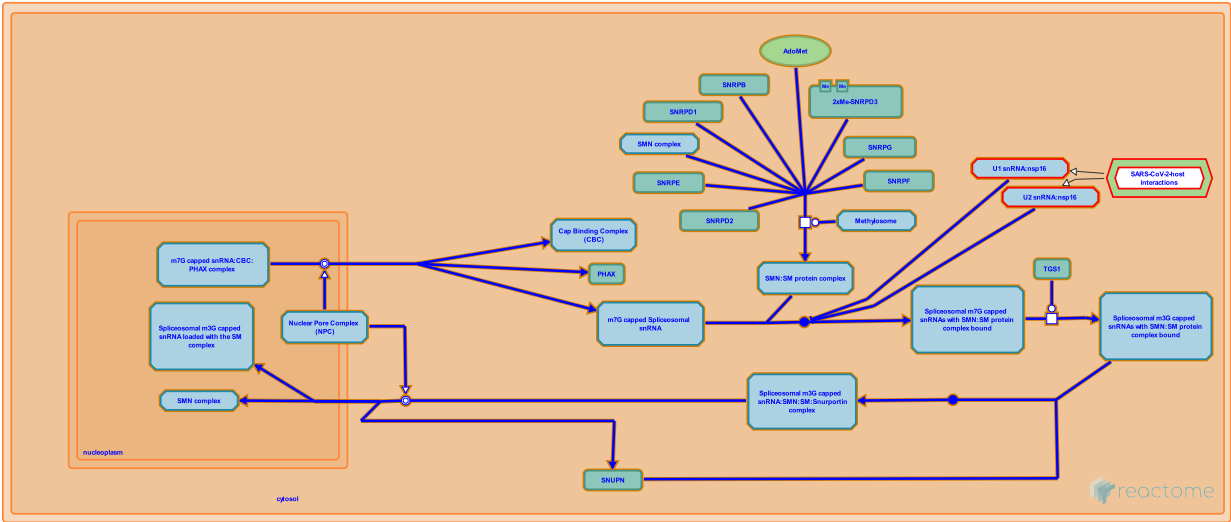 AdoMet
SNRPB
Me
Me
2xMe-SNRPD3
SNRPD1
SMN complex
SNRPG
SNRPE
SNRPF
SNRPD2
Methylosome
U1 snRNA:nsp16
U2 snRNA:nsp16
SARS-CoV-2-host
interactions
m7G capped snRNA:CBC:
PHAX complex
Cap Binding Complex
(CBC)
PHAX
SMN:SM protein complex
TGS1
Spliceosomal m3G capped
snRNA loaded with the SM
complex
Nuclear Pore Complex
(NPC)
m7G capped Spliceosomal
snRNA
Spliceosomal m7G capped
snRNAs with SMN:SM protein
complex bound
Spliceosomal m3G capped
snRNAs with SMN:SM protein
complex bound
SMN complex
Spliceosomal m3G capped
snRNA:SMN:SM:Snurportin
complex
nucleoplasm
SNUPN
cytosol
reactome